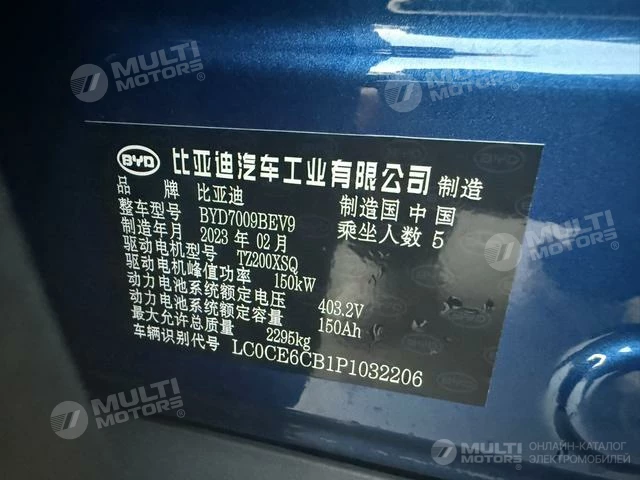 MULTI MOTORS
MULTI MOTORS
BYD 比亚迪汽车工业有限公司 制造
品 牌 比亚迪 制造国 中国
整车型号 BYD7009BEV9 乘坐人数 5
制造年月 2023 年 02 月
驱动电机型号 TZ200XSQ
驱动电机峰值功率 150kW
动力电池系统额定电压 403.2V
动力电池系统额定容量 150Ah
最大允许总质量 2295kg
车辆识别代号 LC0CE6CB1P1032206
MULTI MOTORS
MULTI MOTORS
ОНЛАЙН-КАТАЛОГ
ЭЛЕКТРОМОБИЛЕЙ